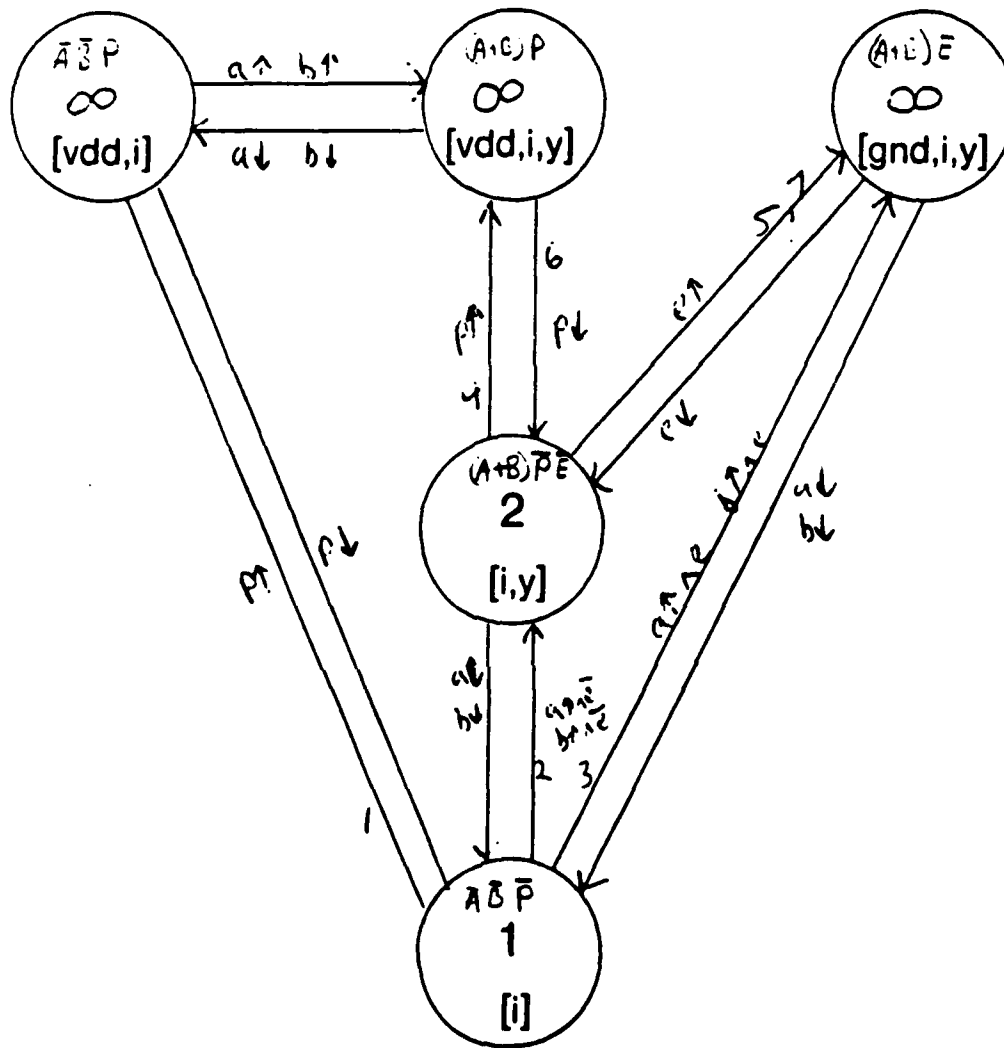 Ā B̄ P
∞
[vdd,i]
a↑ b↑
a↓ b↓
P
∞
[vdd,i,y]
Ē
∞
[gnd,i,y]
P↑
4
6
P↓
5,7
e↑
e↓
(A+B) P̄ Ē
2
[i,y]
P↑
P↓
1
a↓
b↓
2
3
a↓
b↓
Ā B̄ P̄
1
[i]